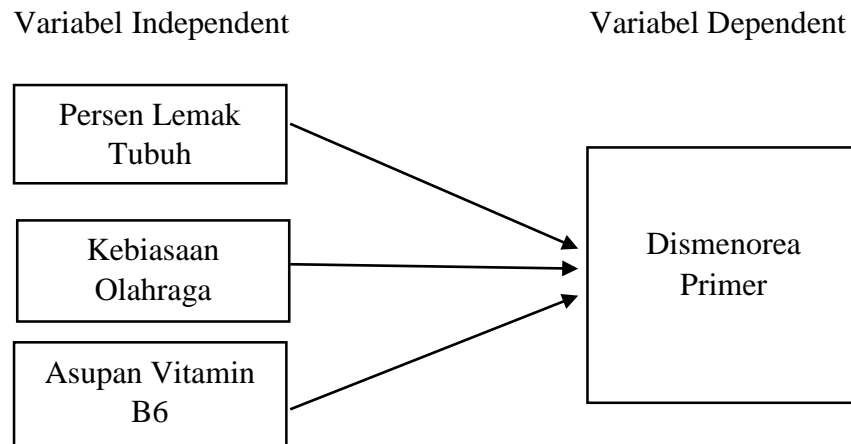 Variabel Independent
Variabel Dependent
Persen Lemak
Tubuh
Kebiasaan
Olahraga
Asupan Vitamin
B6
Dismenorea
Primer